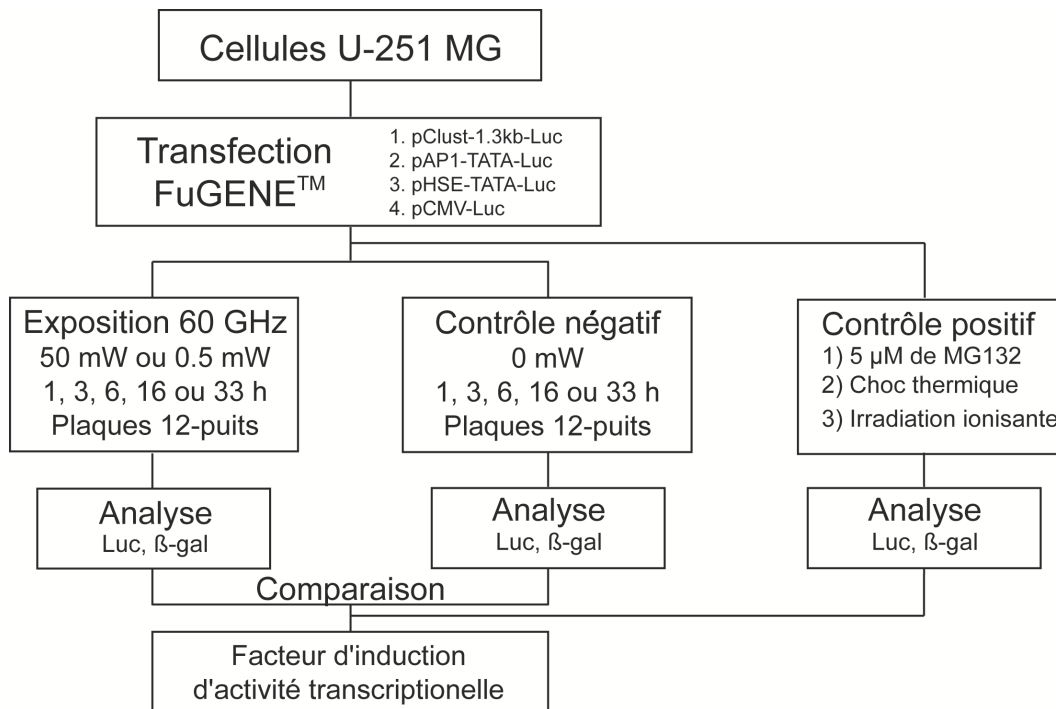 Cellules U-251 MG
Transfection
FuGENE™
1. pClust-1.3kb-Luc
2. pAP1-TATA-Luc
3. pHSE-TATA-Luc
4. pCMV-Luc
Exposition 60 GHz
50 mW ou 0.5 mW
1, 3, 6, 16 ou 33 h
Plaques 12-puits
Contrôle négatif
0 mW
1, 3, 6, 16 ou 33 h
Plaques 12-puits
Contrôle positif
1) 5 µM de MG132
2) Choc thermique
3) Irradiation ionisante
Analyse
Luc, ß-gal
Analyse
Luc, ß-gal
Analyse
Luc, ß-gal
Comparaison
Facteur d'induction
d'activité transcriptionelle